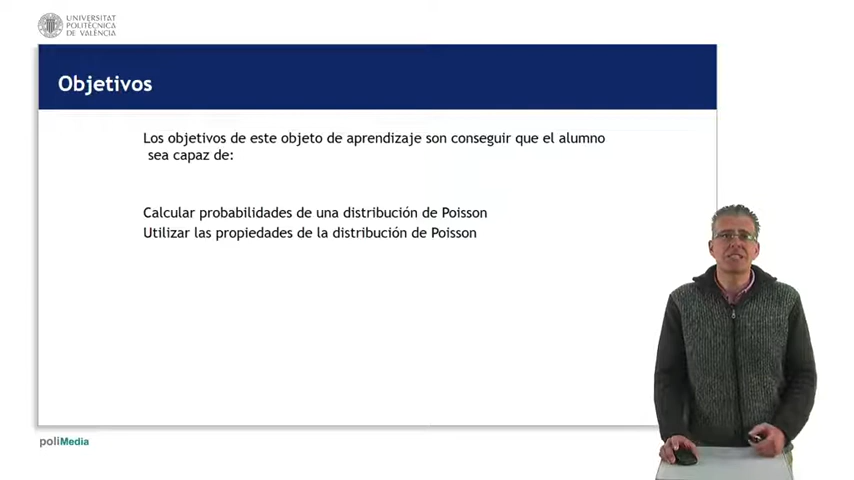 UNIVERSITAT
POLITÈCNICA
DE VALÈNCIA
Objetivos
Los objetivos de este objeto de aprendizaje son conseguir que el alumno
sea capaz de:
Calcular probabilidades de una distribución de Poisson
Utilizar las propiedades de la distribución de Poisson
poliMedia